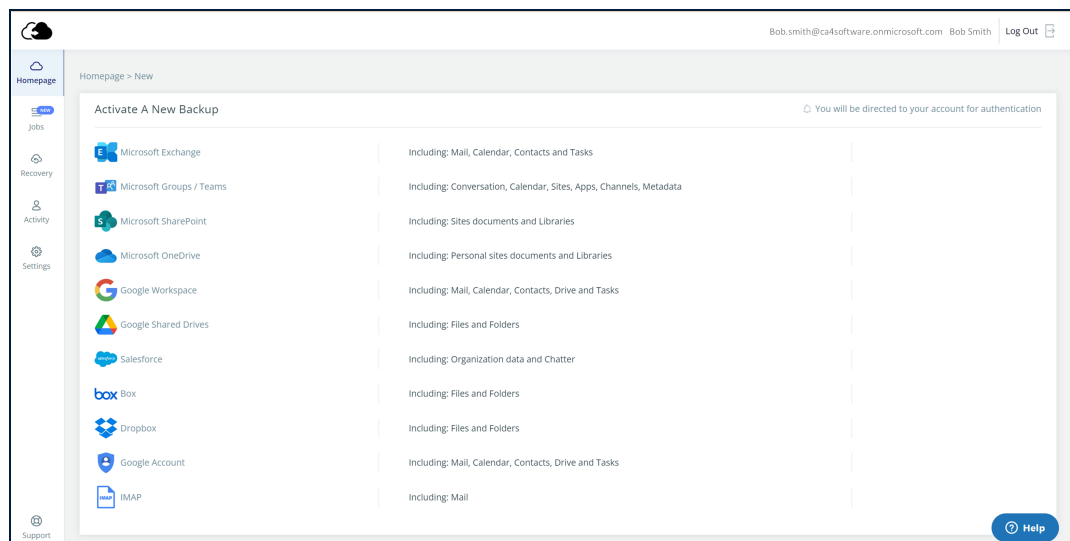 Bob.smith@ca4software.onmicrosoft.com Bob Smith Log Out
Homepage
NEW
Jobs
Recovery
Activity
Settings
Support
Homepage > New
Activate A New Backup
You will be directed to your account for authentication
E Microsoft Exchange Including: Mail, Calendar, Contacts and Tasks
T Microsoft Groups / Teams Including: Conversation, Calendar, Sites, Apps, Channels, Metadata
S Microsoft SharePoint Including: Sites documents and Libraries
Microsoft OneDrive Including: Personal sites documents and Libraries
G Google Workspace Including: Mail, Calendar, Contacts, Drive and Tasks
Google Shared Drives Including: Files and Folders
salesforce Salesforce Including: Organization data and Chatter
box Box Including: Files and Folders
Dropbox Including: Files and Folders
Google Account Including: Mail, Calendar, Contacts, Drive and Tasks
IMAP IMAP Including: Mail
? Help